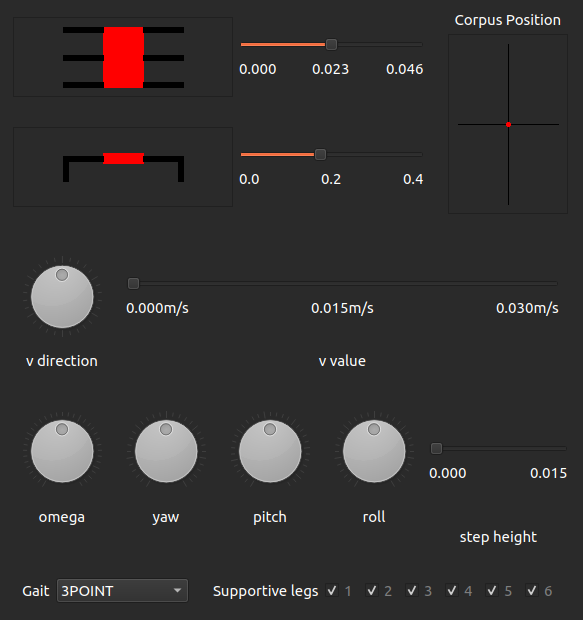 Corpus Position
0.000 0.023 0.046
0.0 0.2 0.4
0.000m/s 0.015m/s 0.030m/s
v direction v value
0.000 0.015
omega yaw pitch roll
step height
Gait 3POINT Supportive legs 1 2 3 4 5 6